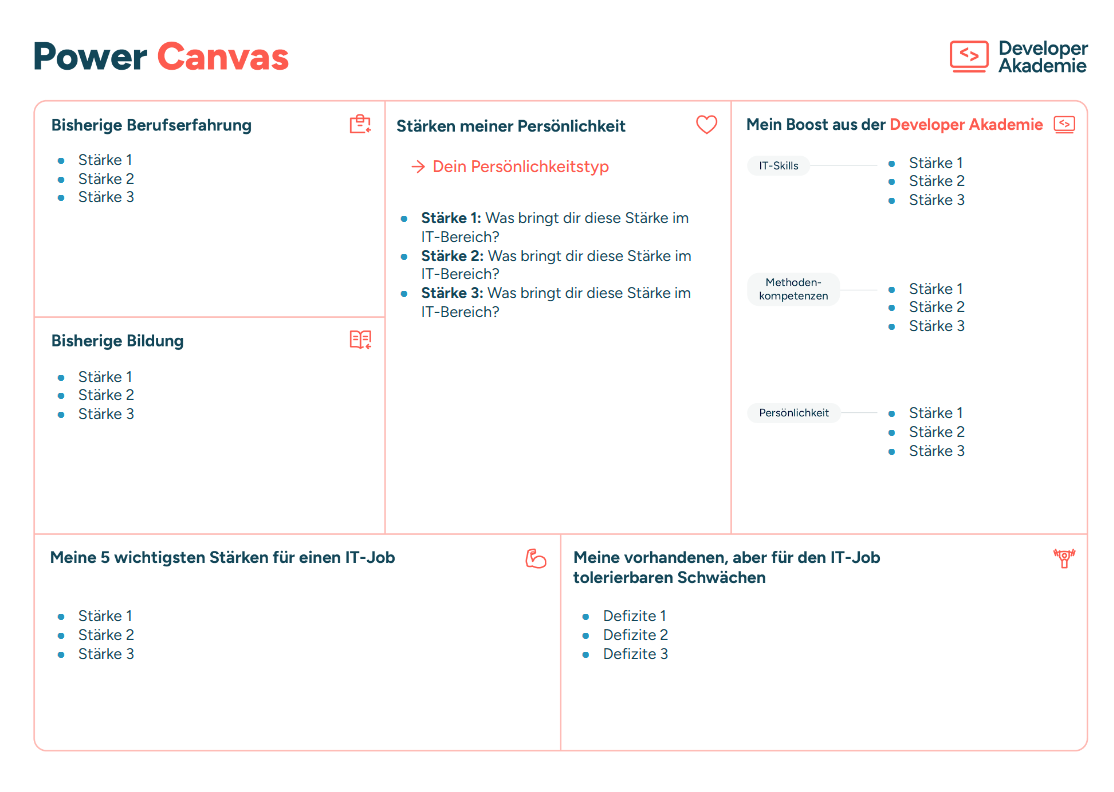 Power Canvas
Developer
Akademie
Bisherige Berufserfahrung
Stärke 1
Stärke 2
Stärke 3
Bisherige Bildung
Stärke 1
Stärke 2
Stärke 3
Stärken meiner Persönlichkeit
→ Dein Persönlichkeitstyp
Stärke 1: Was bringt dir diese Stärke im
IT-Bereich?
Stärke 2: Was bringt dir diese Stärke im
IT-Bereich?
Stärke 3: Was bringt dir diese Stärke im
IT-Bereich?
Mein Boost aus der Developer Akademie
IT-Skills
Stärke 1
Stärke 2
Stärke 3
Methoden-
kompetenzen
Stärke 1
Stärke 2
Stärke 3
Persönlichkeit
Stärke 1
Stärke 2
Stärke 3
Meine 5 wichtigsten Stärken für einen IT-Job
Stärke 1
Stärke 2
Stärke 3
Meine vorhandenen, aber für den IT-Job
tolerierbaren Schwächen
Defizite 1
Defizite 2
Defizite 3